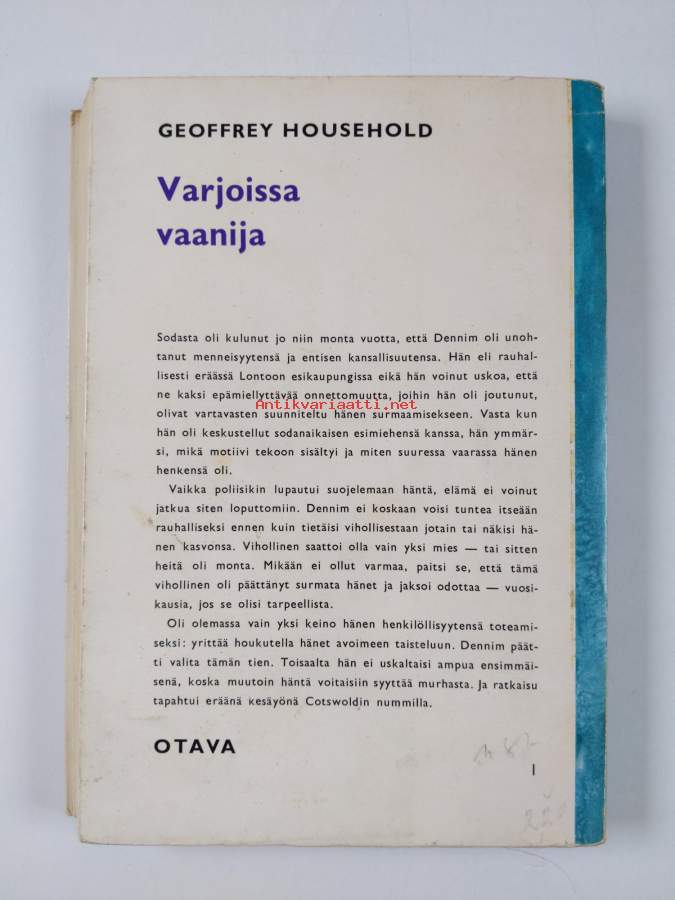 GEOFFREY HOUSEHOLD
Varjoissa
vaanija
Sodasta oli kulunut jo niin monta vuotta, että Dennim oli unoh-
tanut menneisyytensä ja entisen kansallisuutensa. Hän eli rauhal-
lisesti eräässä Lontoon esikaupungissa eikä hän voinut uskoa, että
ne kaksi epämiellyttävää onnettomuutta, joihin hän oli joutunut,
Antikvariaatti.net
olivat vartavasten suunniteltu hänen surmaamisekseen. Vasta kun
hän oli keskustellut sodanaikaisen esimiehensä kanssa, hän ymmär-
si, mikä motiivi tekoon sisältyi ja miten suuressa vaarassa hänen
henkensä oli.
Vaikka poliisikin lupautui suojelemaan häntä, elämä ei voinut
jatkua siten loputtomiin. Dennim ei koskaan voisi tuntea itseään
rauhalliseksi ennen kuin tietäisi vihollisestaan jotain tai näkisi hä-
nen kasvonsa. Vihollinen saattoi olla vain yksi mies — tai sitten
heitä oli monta. Mikään ei ollut varmaa, paitsi se, että tämä
vihollinen oli päättänyt surmata hänet ja jaksoi odottaa — vuosi-
kausia, jos se olisi tarpeellista.
Oli olemassa vain yksi keino hänen henkilöllisyytensä toteami-
seksi: yrittää houkutella hänet avoimeen taisteluun. Dennim päät-
ti valita tämän tien. Toisaalta hän ei uskaltaisi ampua ensimmäi-
senä, koska muutoin häntä voitaisiin syyttää murhasta. Ja ratkaisu
tapahtui eräänä kesäyönä Cotswoldin nummilla.
OTAVA
I